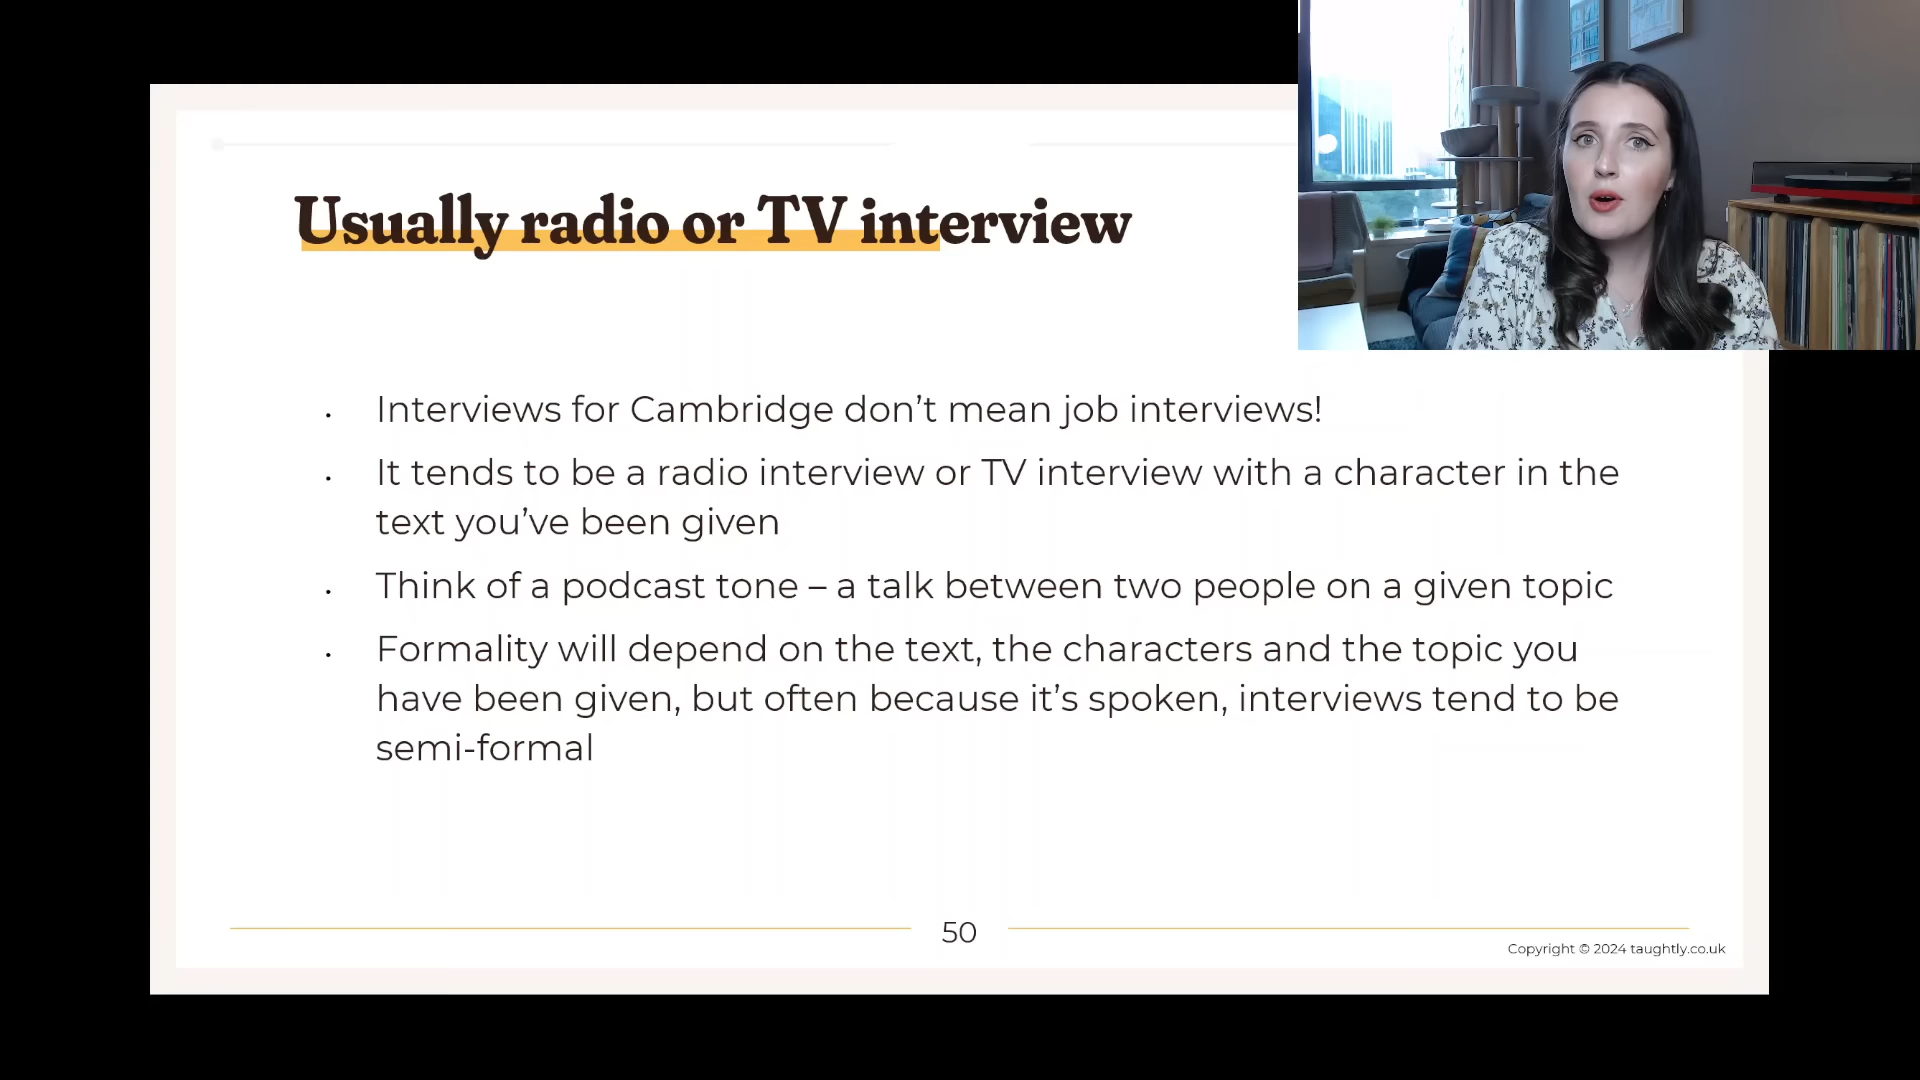 Usually radio or TV interview
• Interviews for Cambridge don’t mean job interviews!
• It tends to be a radio interview or TV interview with a character in the
text you’ve been given
• Think of a podcast tone – a talk between two people on a given topic
• Formality will depend on the text, the characters and the topic you
have been given, but often because it’s spoken, interviews tend to be
semi-formal
50
Copyright © 2024 taughtly.co.uk